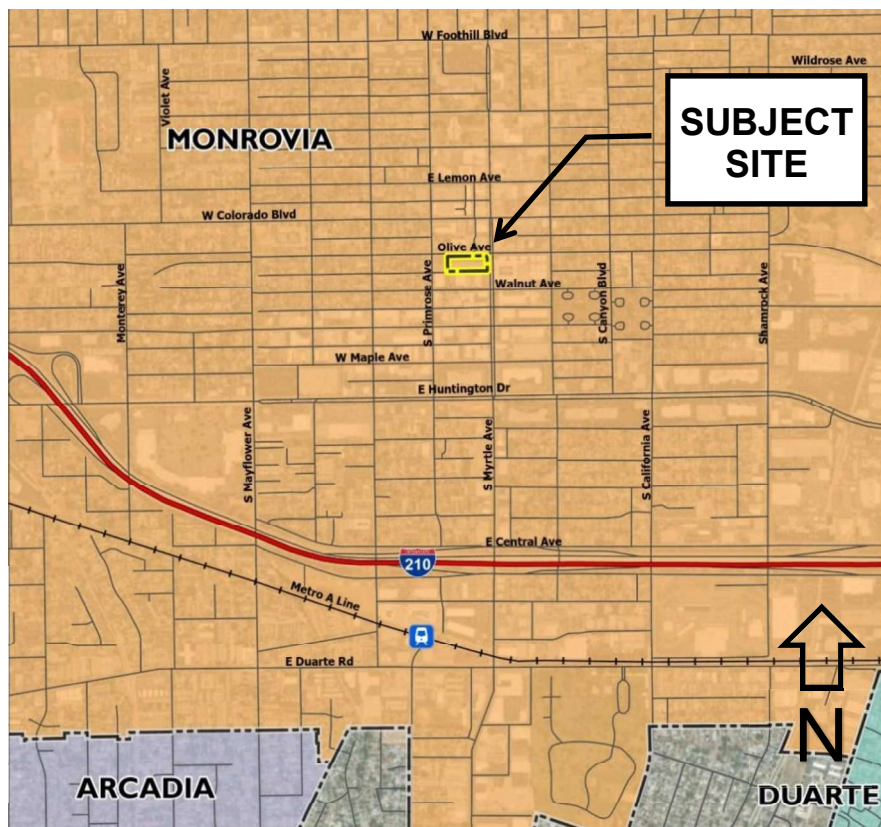 W Foothill Blvd
Wildrose Ave
Violet Ave
MONROVIA
SUBJECT
SITE
E Lemon Ave
W Colorado Blvd
Olive Ave
Walnut Ave
Monterey Ave
S Primrose Ave
S Canyon Blvd
Shamrock Ave
W Maple Ave
E Huntington Dr
S Mayflower Ave
S Myrtle Ave
S California Ave
E Central Ave
210
Metro A Line
E Duarte Rd
N
ARCADIA
DUARTE